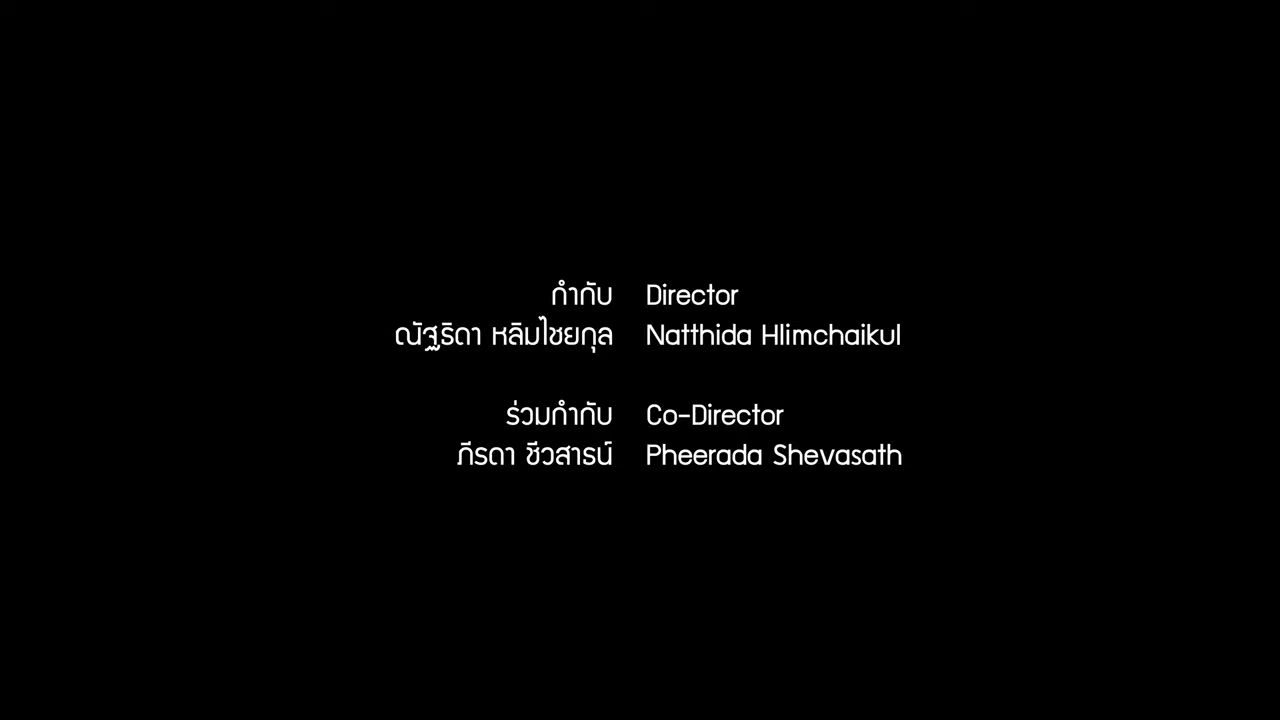 กำกับ Director
ณัฐธิดา หลิมไชยกุล Natthida Hlimchaikul
ร่วมกำกับ Co-Director
ภีรดา ชีวสาธน์ Pheerada Shevasath